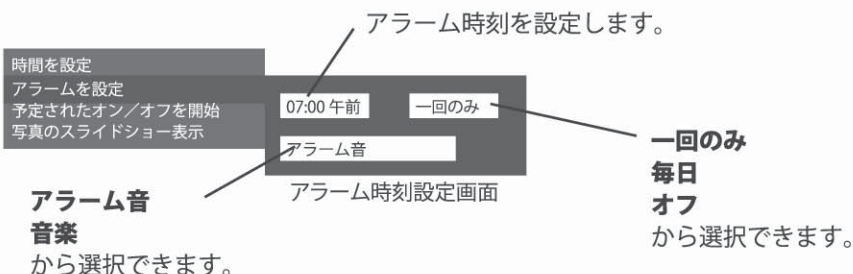 アラーム時刻を設定します。
時間を設定
アラームを設定
予定されたオン／オフを開始
写真のスライドショー表示
07:00 午前
一回のみ
アラーム音
アラーム時刻設定画面
一回のみ
毎日
オフ
から選択できます。
アラーム音
音楽
から選択できます。